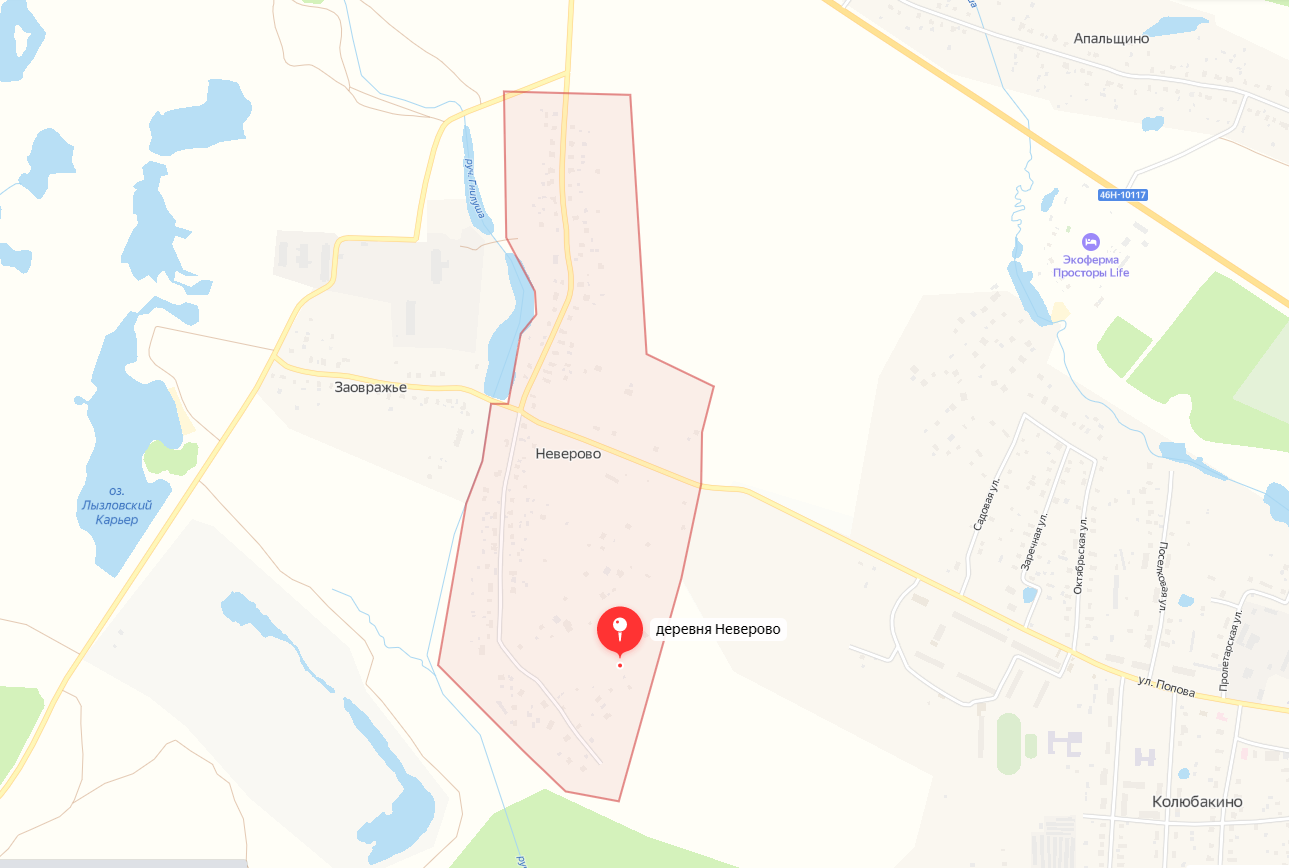 Апальщино
46Н-10117
руч. Гнилуша
Экоферма
Просторы Life
Заовражье
Неверово
оз.
Лызловский
Карьер
Садовая ул.
Заречная ул.
Октябрьская ул.
Поселковая ул.
деревня Неверово
Пролетарская ул.
ул. Попова
Колюбакино